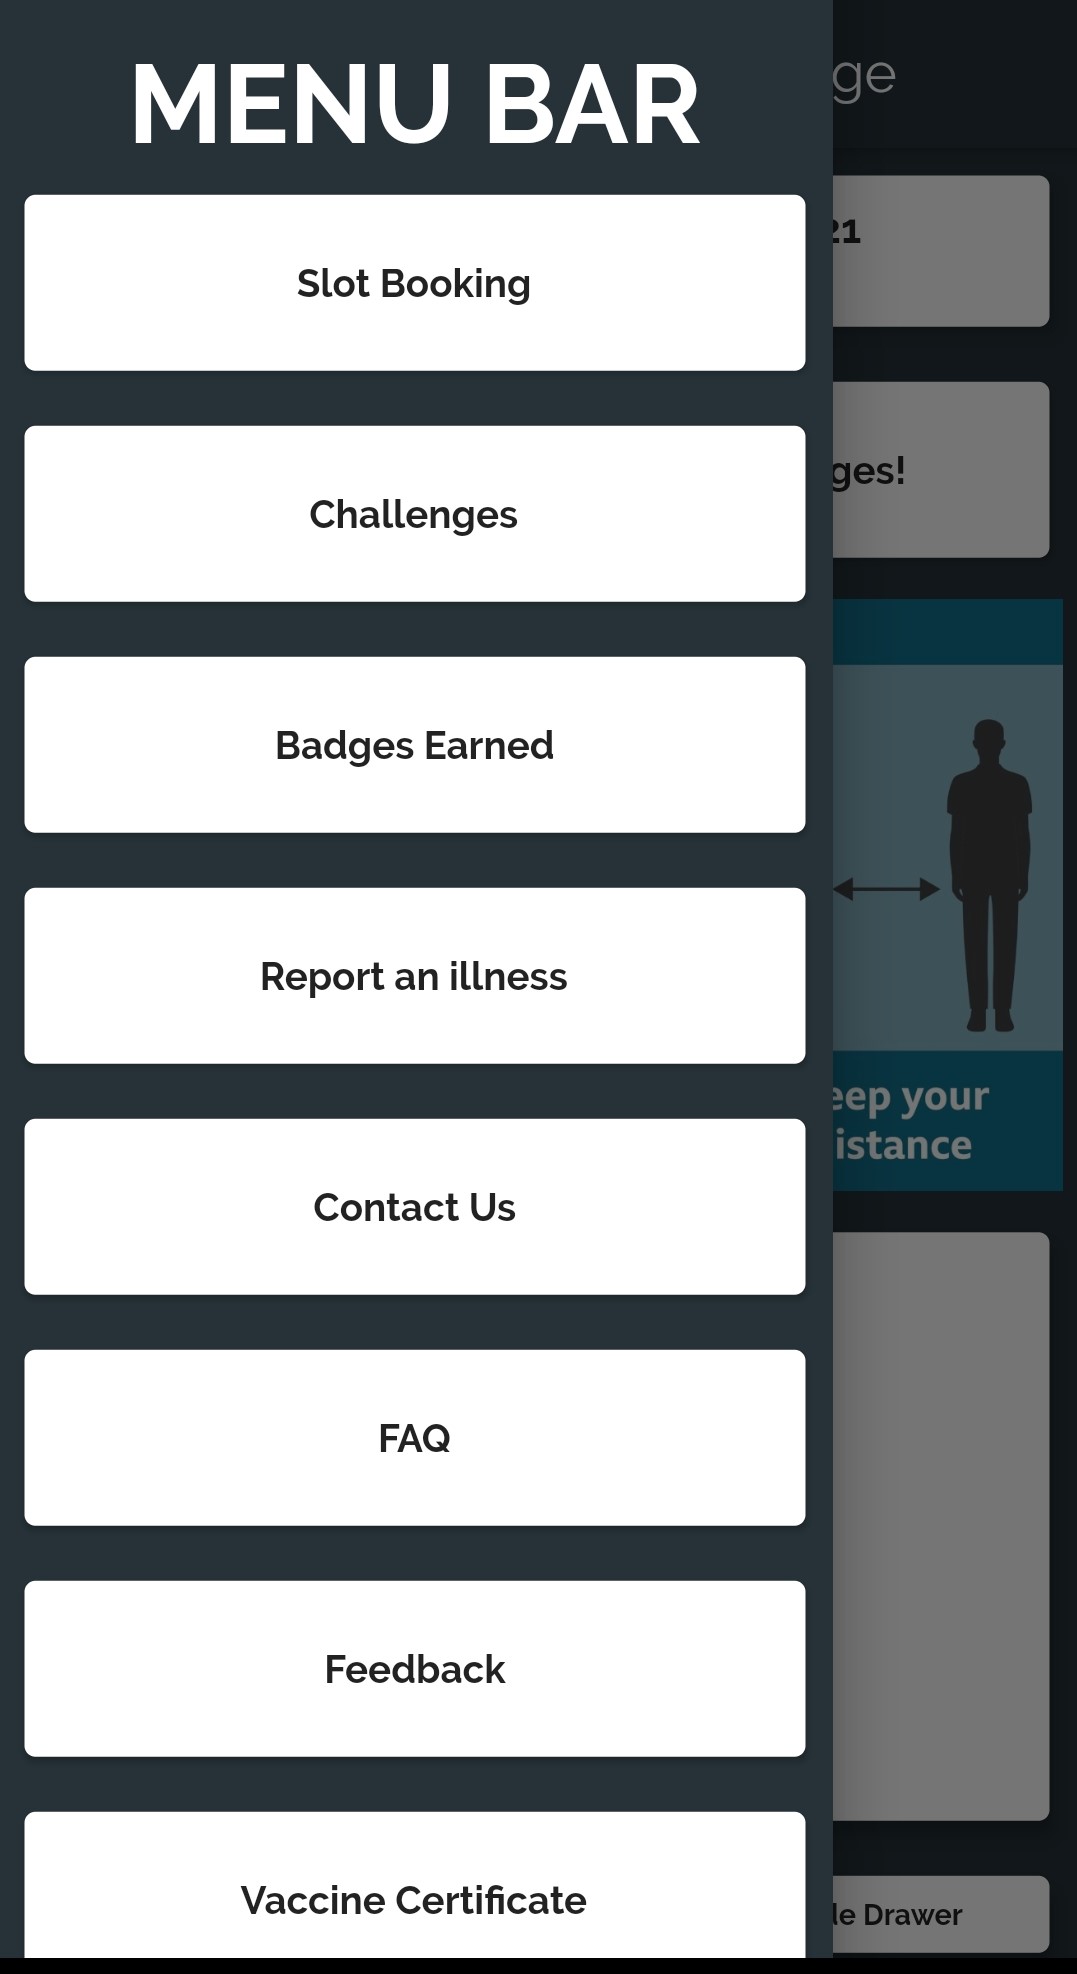 MENU BAR
Slot Booking
Challenges
Badges Earned
Report an illness
Contact Us
FAQ
Feedback
Vaccine Certificate
ge
21
ges!
eep your
istance
le Drawer